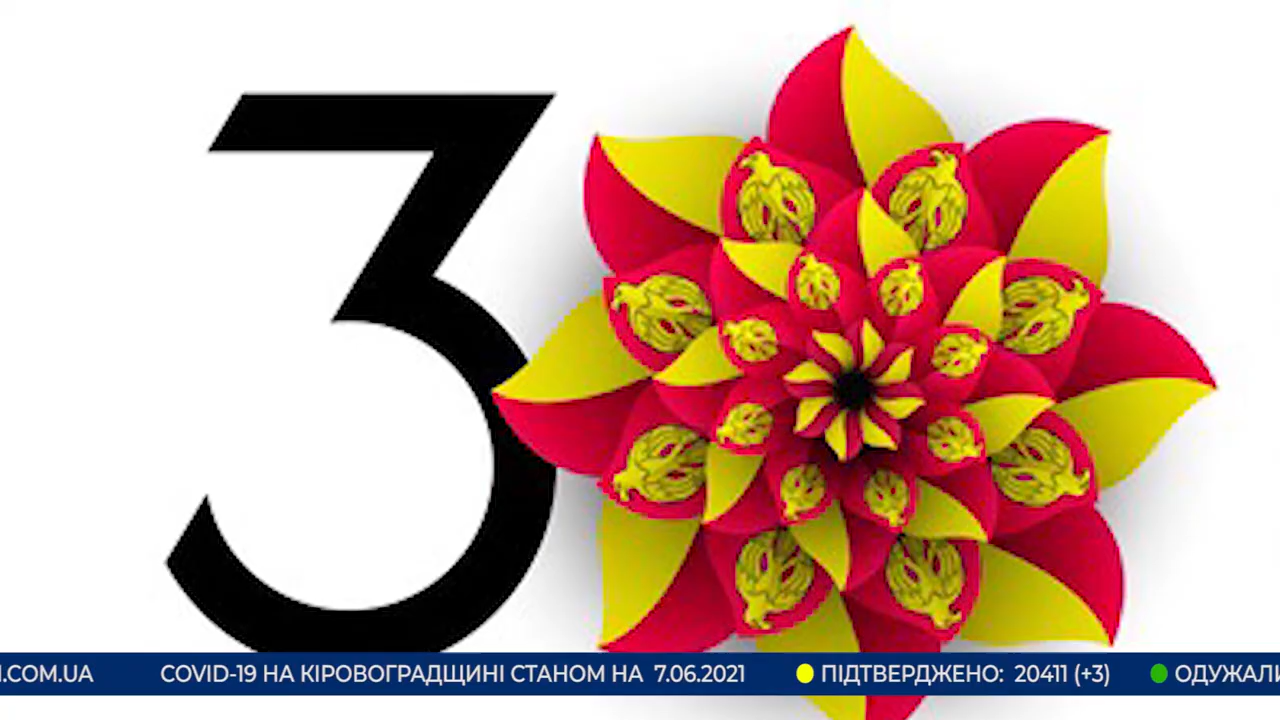 3
.COM.UA COVID-19 НА КІРОВОГРАДЩИНІ СТАНОМ НА 7.06.2021 ПІДТВЕРДЖЕНО: 20411 (+3) ОДУЖАЛИ